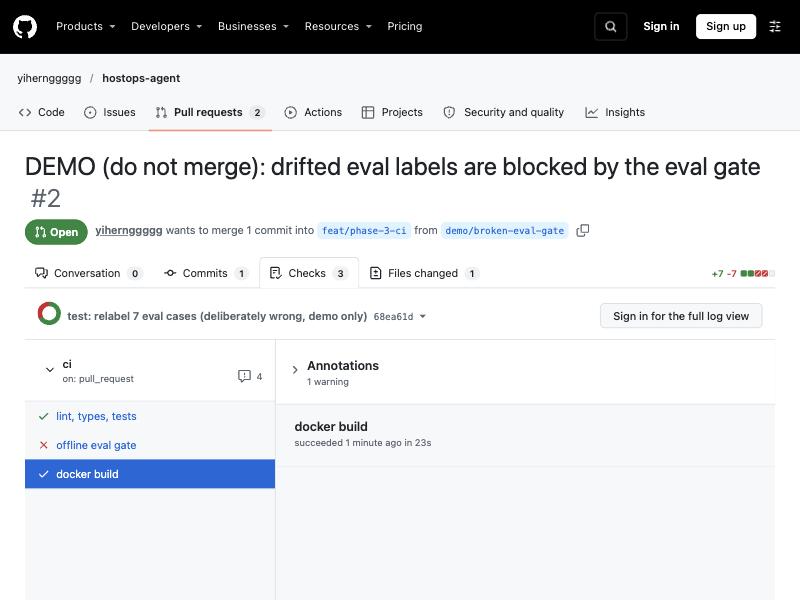 Products Developers Businesses Resources Pricing Sign in Sign up
yihernggggg / hostops-agent
Code Issues Pull requests 2 Actions Projects Security and quality Insights
DEMO (do not merge): drifted eval labels are blocked by the eval gate
#2
Open yihernggggg wants to merge 1 commit into feat/phase-3-ci from demo/broken-eval-gate
Conversation 0 Commits 1 Checks 3 Files changed 1 +7 -7
test: relabel 7 eval cases (deliberately wrong, demo only) 68ea61d Sign in for the full log view
ci
on: pull_request
4
Annotations
1 warning
lint, types, tests
offline eval gate
docker build
docker build
succeeded 1 minute ago in 23s